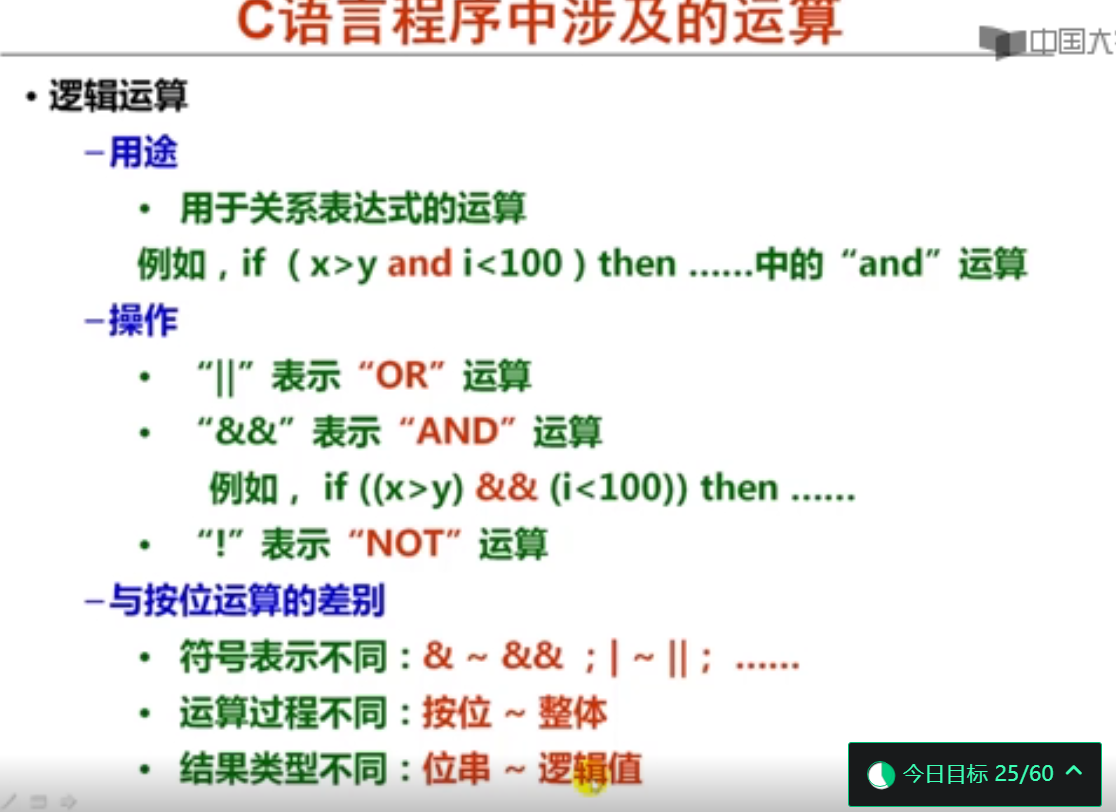 C语言程序中涉及的运算
中国大
• 逻辑运算
–用途
• 用于关系表达式的运算
例如，if （ x>y and i<100 ) then ……中的“and”运算
–操作
• “||”表示“OR”运算
• “&&”表示“AND”运算
例如， if ((x>y) && (i<100)) then ……
• “!”表示“NOT”运算
–与按位运算的差别
• 符号表示不同：& ~ && ；| ~ || ； ……
• 运算过程不同：按位 ~ 整体
• 结果类型不同：位串 ~ 逻辑值
今日目标 25/60